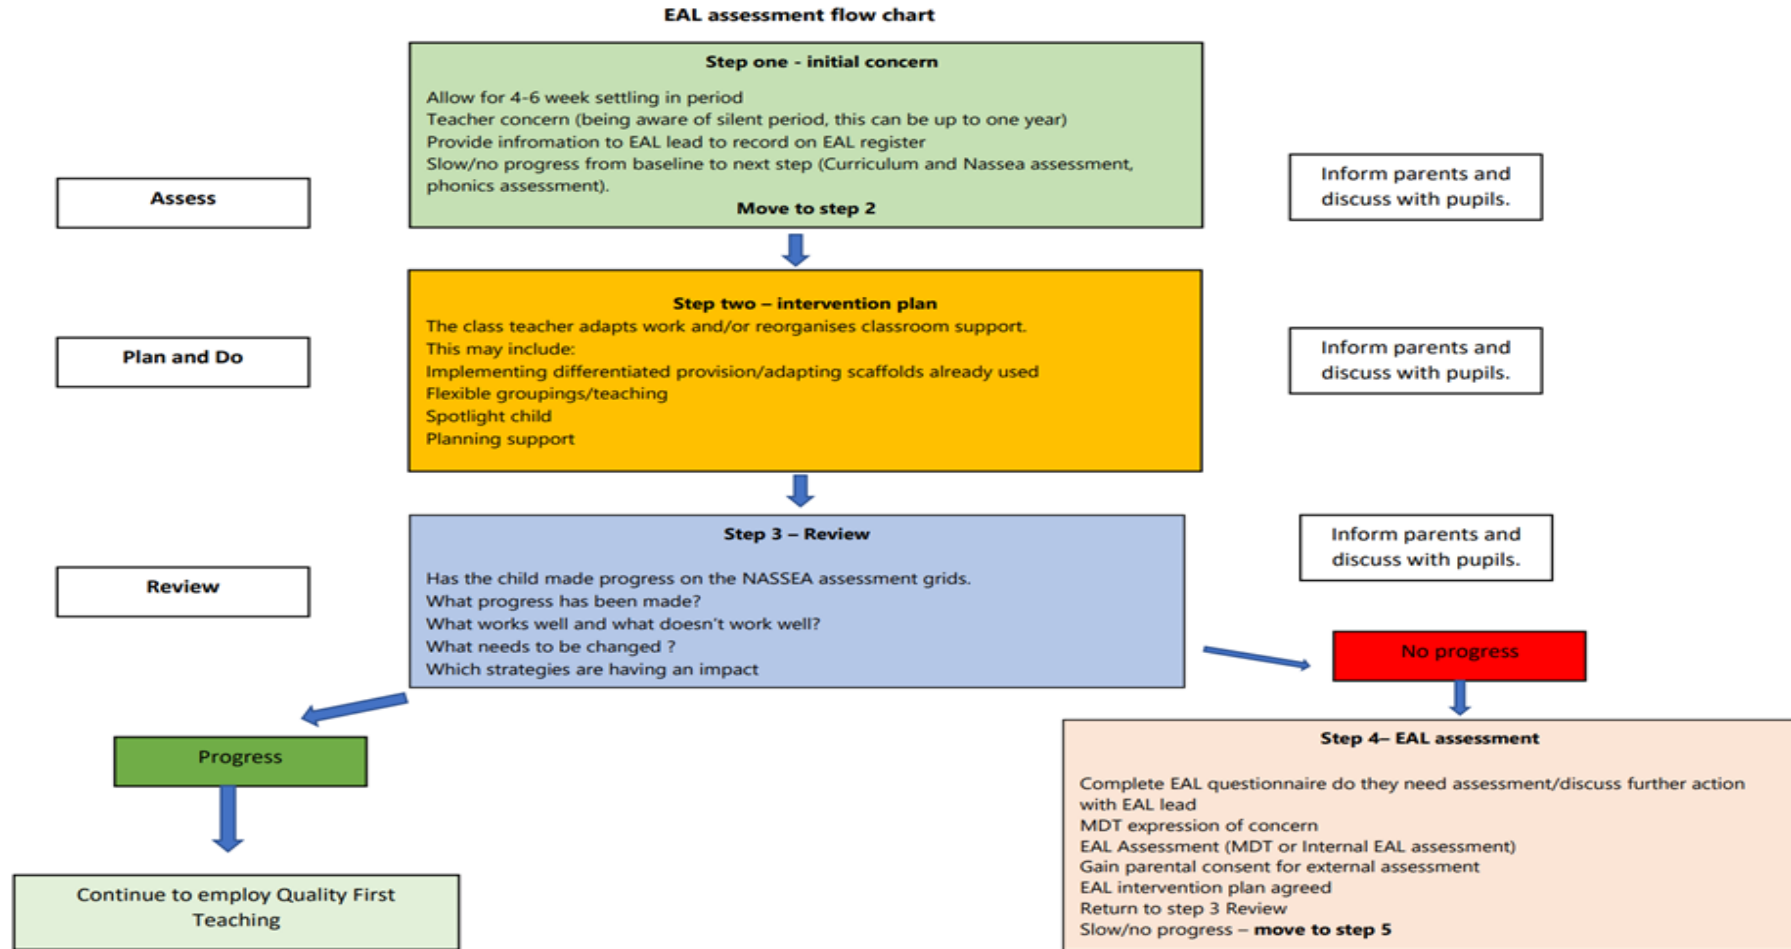 EAL assessment flow chart
Step one - initial concern
Allow for 4-6 week settling in period
Teacher concern (being aware of silent period, this can be up to one year)
Provide infromation to EAL lead to record on EAL register
Slow/no progress from baseline to next step (Curriculum and Nassea assessment,
phonics assessment).
Move to step 2
Assess
Inform parents and
discuss with pupils.
Step two – intervention plan
The class teacher adapts work and/or reorganises classroom support.
This may include:
Implementing differentiated provision/adapting scaffolds already used
Flexible groupings/teaching
Spotlight child
Planning support
Plan and Do
Inform parents and
discuss with pupils.
Step 3 – Review
Has the child made progress on the NASSEA assessment grids.
What progress has been made?
What works well and what doesn't work well?
What needs to be changed ?
Which strategies are having an impact
Review
Inform parents and
discuss with pupils.
No progress
Progress
Step 4– EAL assessment
Complete EAL questionnaire do they need assessment/discuss further action
with EAL lead
MDT expression of concern
EAL Assessment (MDT or Internal EAL assessment)
Gain parental consent for external assessment
EAL intervention plan agreed
Return to step 3 Review
Slow/no progress – move to step 5
Continue to employ Quality First
Teaching